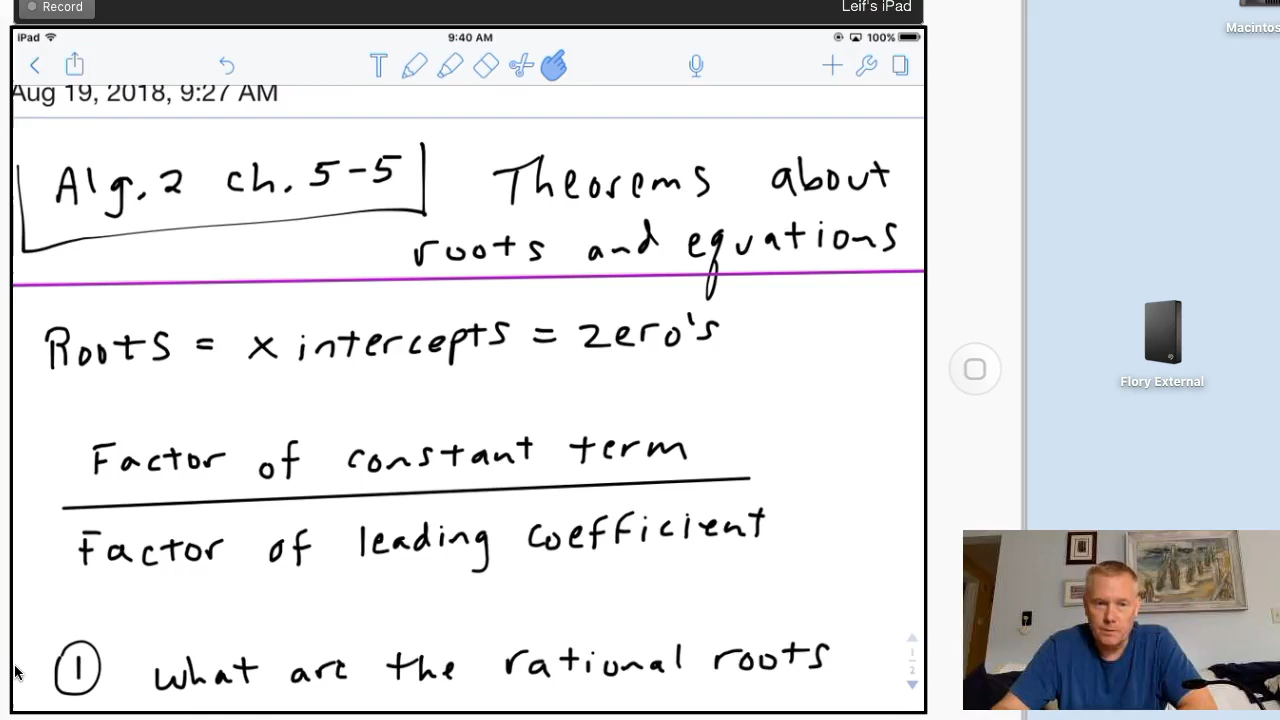 Record
Leif's iPad
Macintos
iPad
9:40 AM
100%
Aug 19, 2018, 9:27 AM
Alg. 2 ch. 5-5
Theorems about
roots and equations
Roots = x intercepts = zero's
Factor of constant term
Factor of leading coefficient
1 what are the rational roots
1
2
Flory External